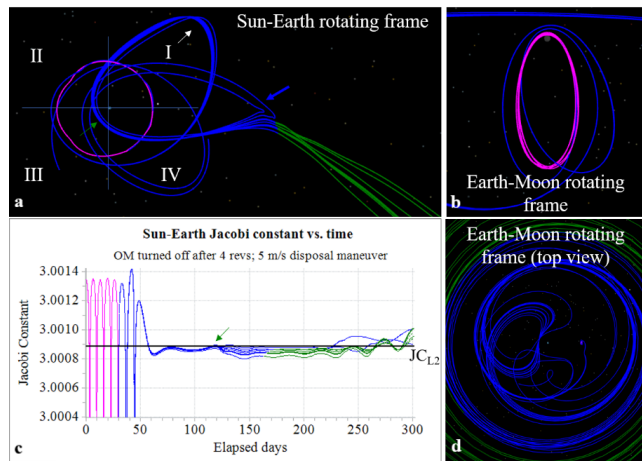 Sun-Earth rotating frame
I
II
III
IV
a
Earth-Moon rotating
frame
b
Sun-Earth Jacobi constant vs. time
OM turned off after 4 revs; 5 m/s disposal maneuver
Jacobi Constant
3.0014
3.0012
3.0010
3.0008
3.0006
3.0004
JC_L2
0
50
100
150
200
250
300
Elapsed days
c
Earth-Moon rotating
frame (top view)
d